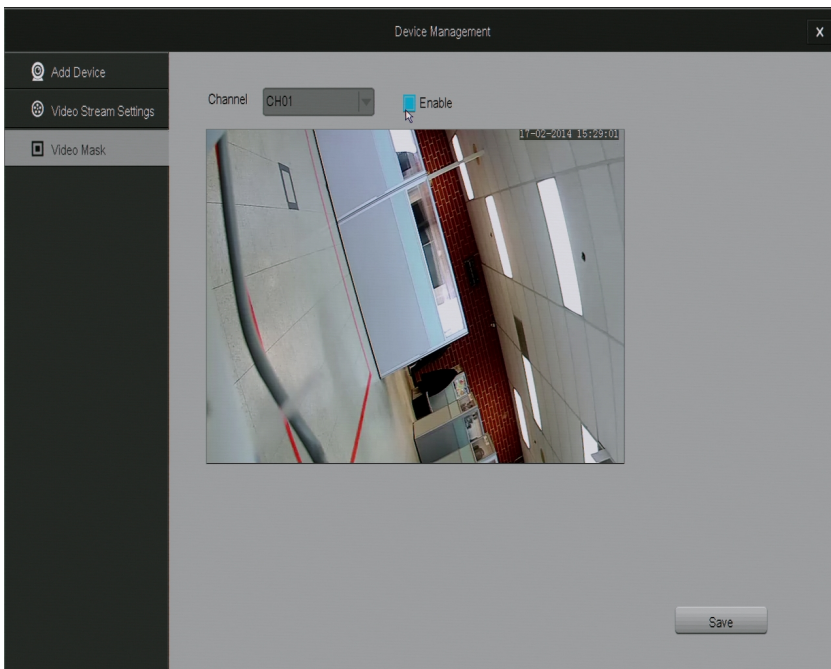 Device Management
X
Add Device
Video Stream Settings
Video Mask
Channel
CH01
Enable
17-02-2014 15:29:01
Save